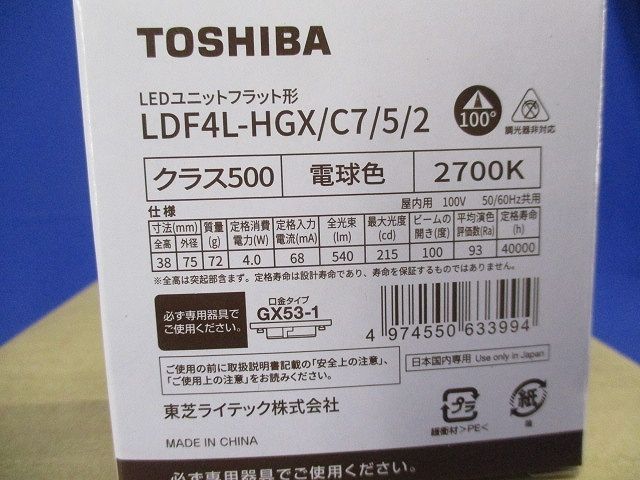 TOSHIBA
LEDユニットフラット形
LDF4L-HGX/C7/5/2
100°
調光器非対応
クラス500 電球色 2700K
仕様 屋内用 100V 50/60Hz共用
寸法(mm) 質量(g) 定格消費電力(W) 定格入力電流(mA) 全光束(lm) 最大光度(cd) ビームの開き(度) 平均演色評価数(Ra) 定格寿命(h)
全高 外径
38 75 72 4.0 68 540 215 100 93 40000
※全高は突起部含まず。定格寿命は設計寿命であり、寿命を保証するものではありません。
必ず専用器具で
ご使用ください。
口金タイプ
GX53-1
4 974550 633994
ご使用の前に取扱説明書記載の「安全上の注意」、
「ご使用上の注意」をお読みください。
日本国内専用 Use only in Japan
東芝ライテック株式会社
プラ
緩衝材>PE<
紙
箱
MADE IN CHINA
必ず専用器具でご使用ください。